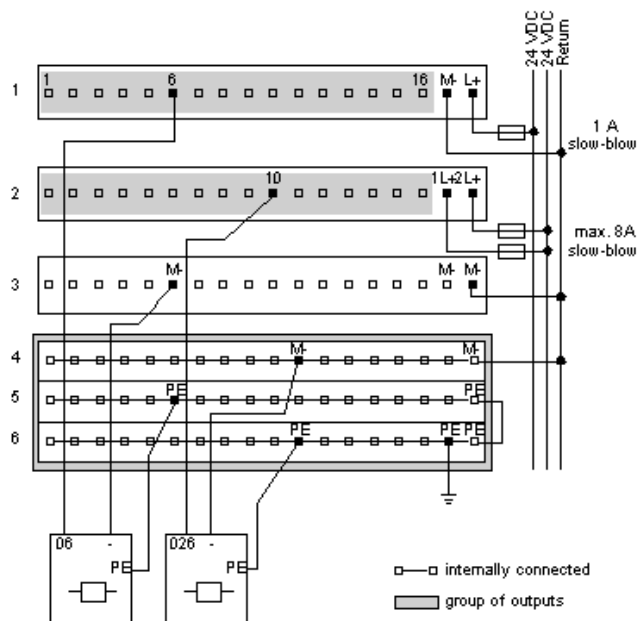 24 VDC
24 VDC
Return
1
1
6
16
M-
L+
1 A
slow-blow
2
10
1L+
2L+
max. 8A
slow-blow
3
M-
M-
M-
4
M-
M-
5
PE
PE
6
PE
PE
PE
06
-
PE
026
-
PE
internally connected
group of outputs